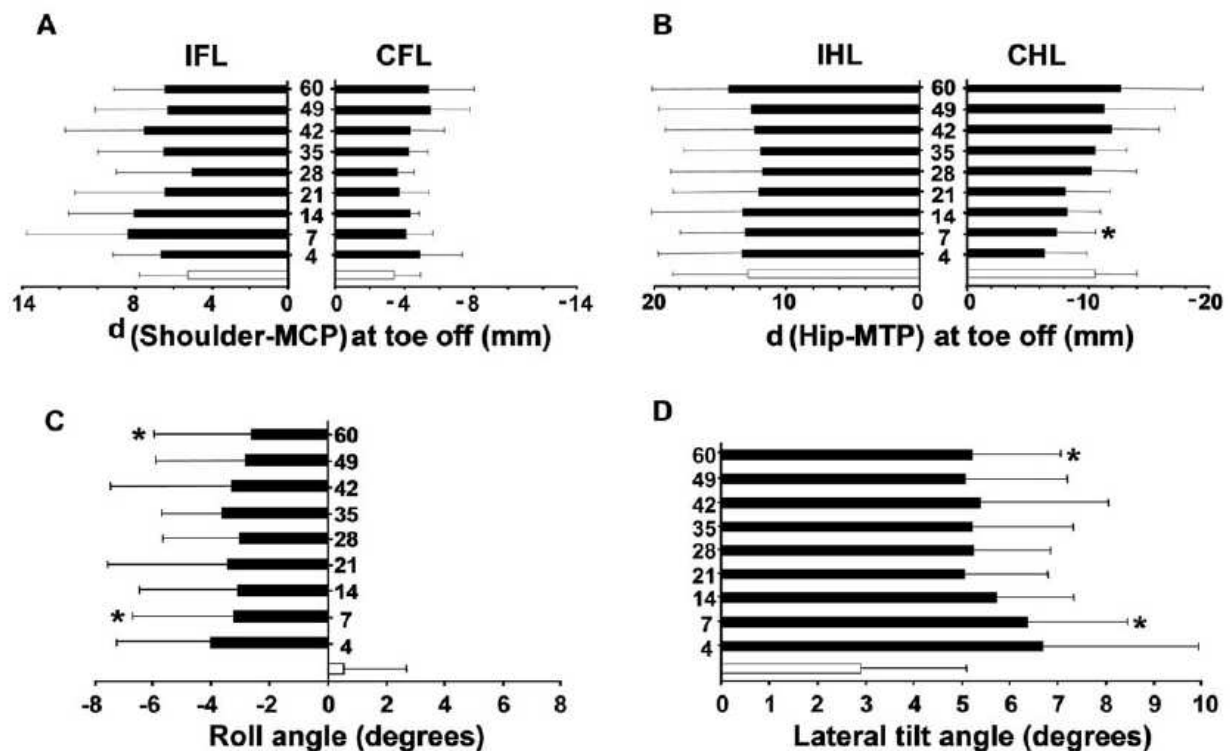 A
IFL CFL
60
49
42
35
28
21
14
7
4
14 12 8 4 0 0 -4 -8 -14
d (Shoulder-MCP) at toe off (mm)
B
IHL CHL
60
49
42
35
28
21
14
7 *
4
20 10 0 0 -10 -20
d (Hip-MTP) at toe off (mm)
C
* 60
49
42
35
28
21
14
* 7
4
-8 -6 -4 -2 0 2 4 6 8
Roll angle (degrees)
D
60 *
49
42
35
28
21
14
7 *
4
0 1 2 3 4 5 6 7 8 9 10
Lateral tilt angle (degrees)